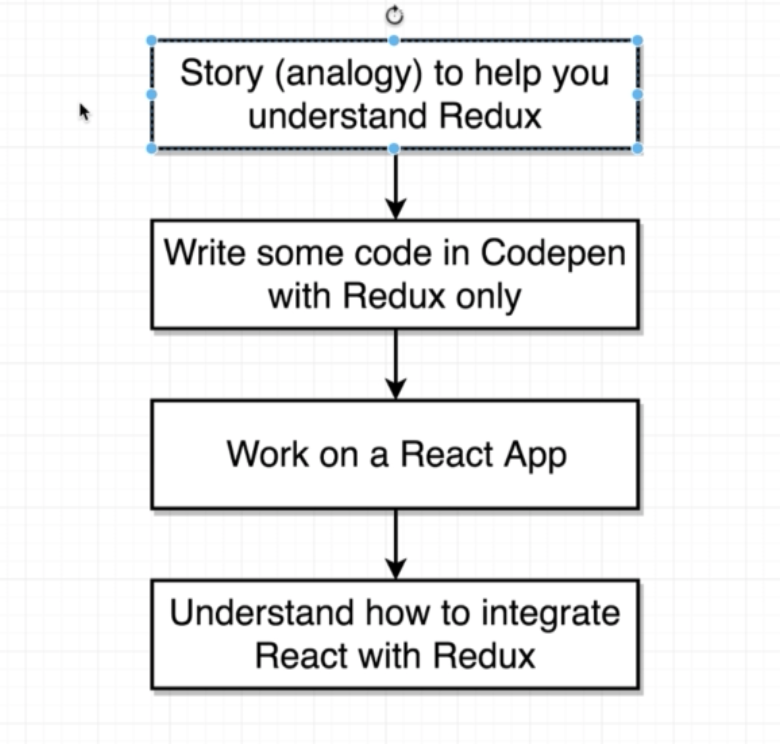 Story (analogy) to help you
understand Redux
Write some code in Codepen
with Redux only
Work on a React App
Understand how to integrate
React with Redux